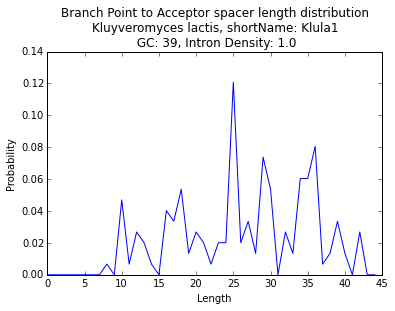 Branch Point to Acceptor spacer length distribution
Kluyveromyces lactis, shortName: Klula1
GC: 39, Intron Density: 1.0
0.14
0.12
0.10
0.08
0.06
0.04
0.02
0.00
Probability
0 5 10 15 20 25 30 35 40 45
Length